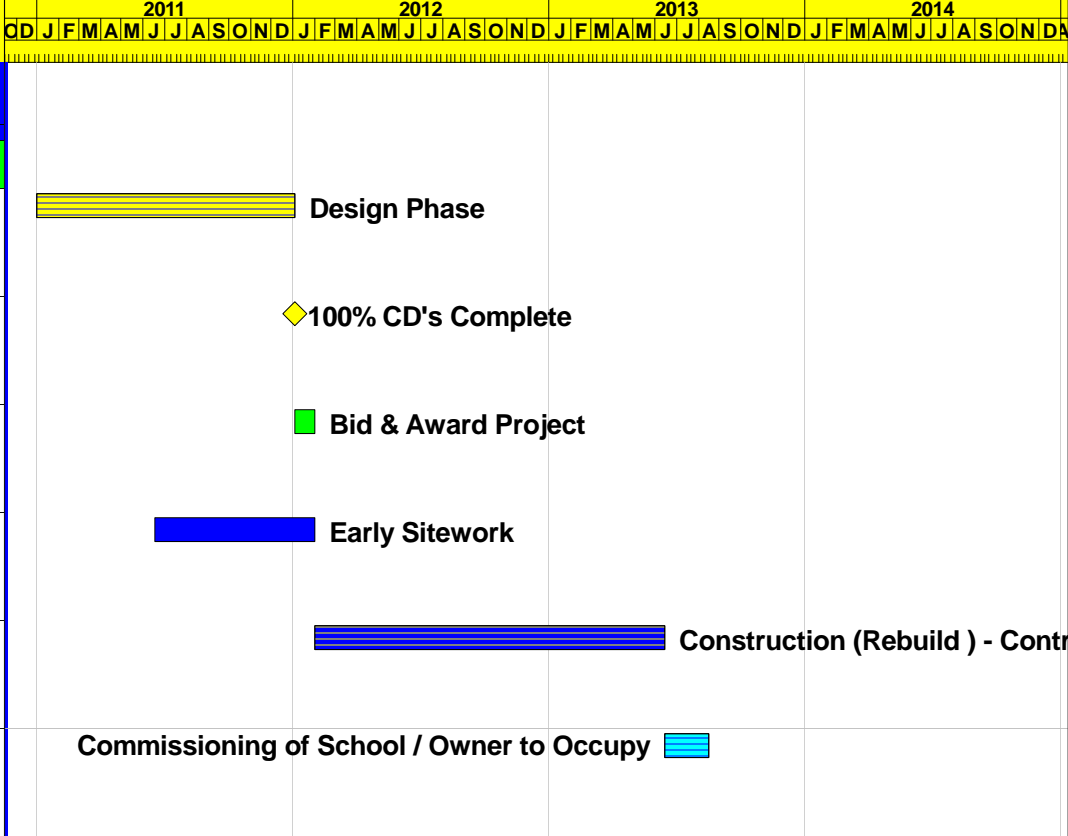 2011 2012 2013 2014
O D J F M A M J J A S O N D J F M A M J J A S O N D J F M A M J J A S O N D J F M A M J J A S O N D
Design Phase
100% CD's Complete
Bid & Award Project
Early Sitework
Construction (Rebuild ) - Contr
Commissioning of School / Owner to Occupy